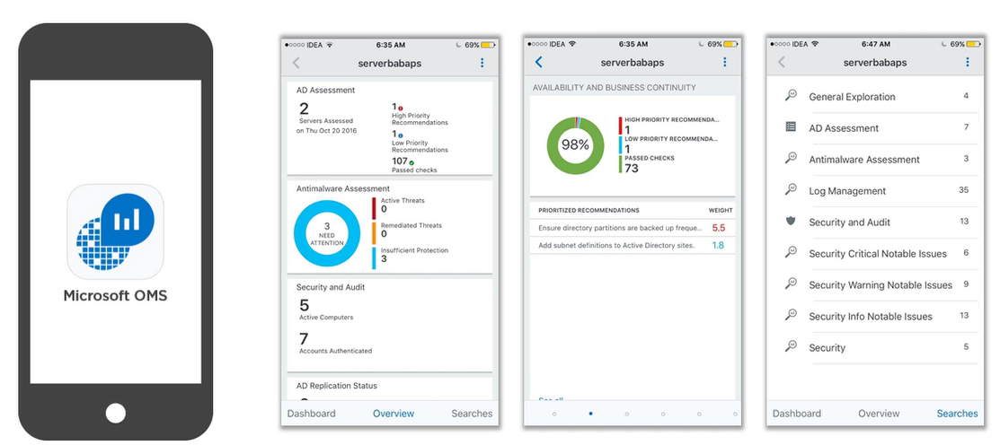 Microsoft OMS
IDEA 6:35 AM 69%
serverbabaps
AD Assessment
2
Servers Assessed
on Thu Oct 20 2016
1
High Priority
Recommendations
1
Low Priority
Recommendations
107
Passed checks
Antimalware Assessment
3
NEED
ATTENTION
Active Threats
0
Remediated Threats
0
Insufficient Protection
3
Security and Audit
5
Active Computers
7
Accounts Authenticated
AD Replication Status
Dashboard Overview Searches
IDEA 6:35 AM 69%
serverbabaps
AVAILABILITY AND BUSINESS CONTINUITY
98%
HIGH PRIORITY RECOMMENDA...
1
LOW PRIORITY RECOMMENDA...
1
PASSED CHECKS
73
PRIORITIZED RECOMMENDATIONS WEIGHT
Ensure directory partitions are backed up freque... 5.5
Add subnet definitions to Active Directory sites. 1.8
See all
IDEA 6:47 AM 69%
serverbabaps
General Exploration 4
AD Assessment 7
Antimalware Assessment 3
Log Management 35
Security and Audit 13
Security Critical Notable Issues 6
Security Warning Notable Issues 9
Security Info Notable Issues 13
Security 5
Dashboard Overview Searches